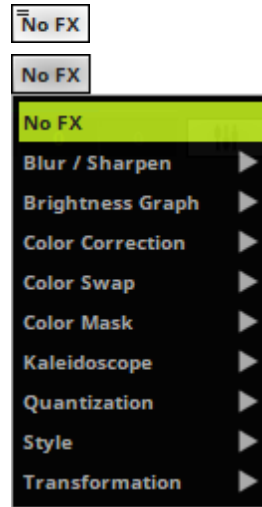 No FX
No FX
No FX
Blur / Sharpen
Brightness Graph
Color Correction
Color Swap
Color Mask
Kaleidoscope
Quantization
Style
Transformation